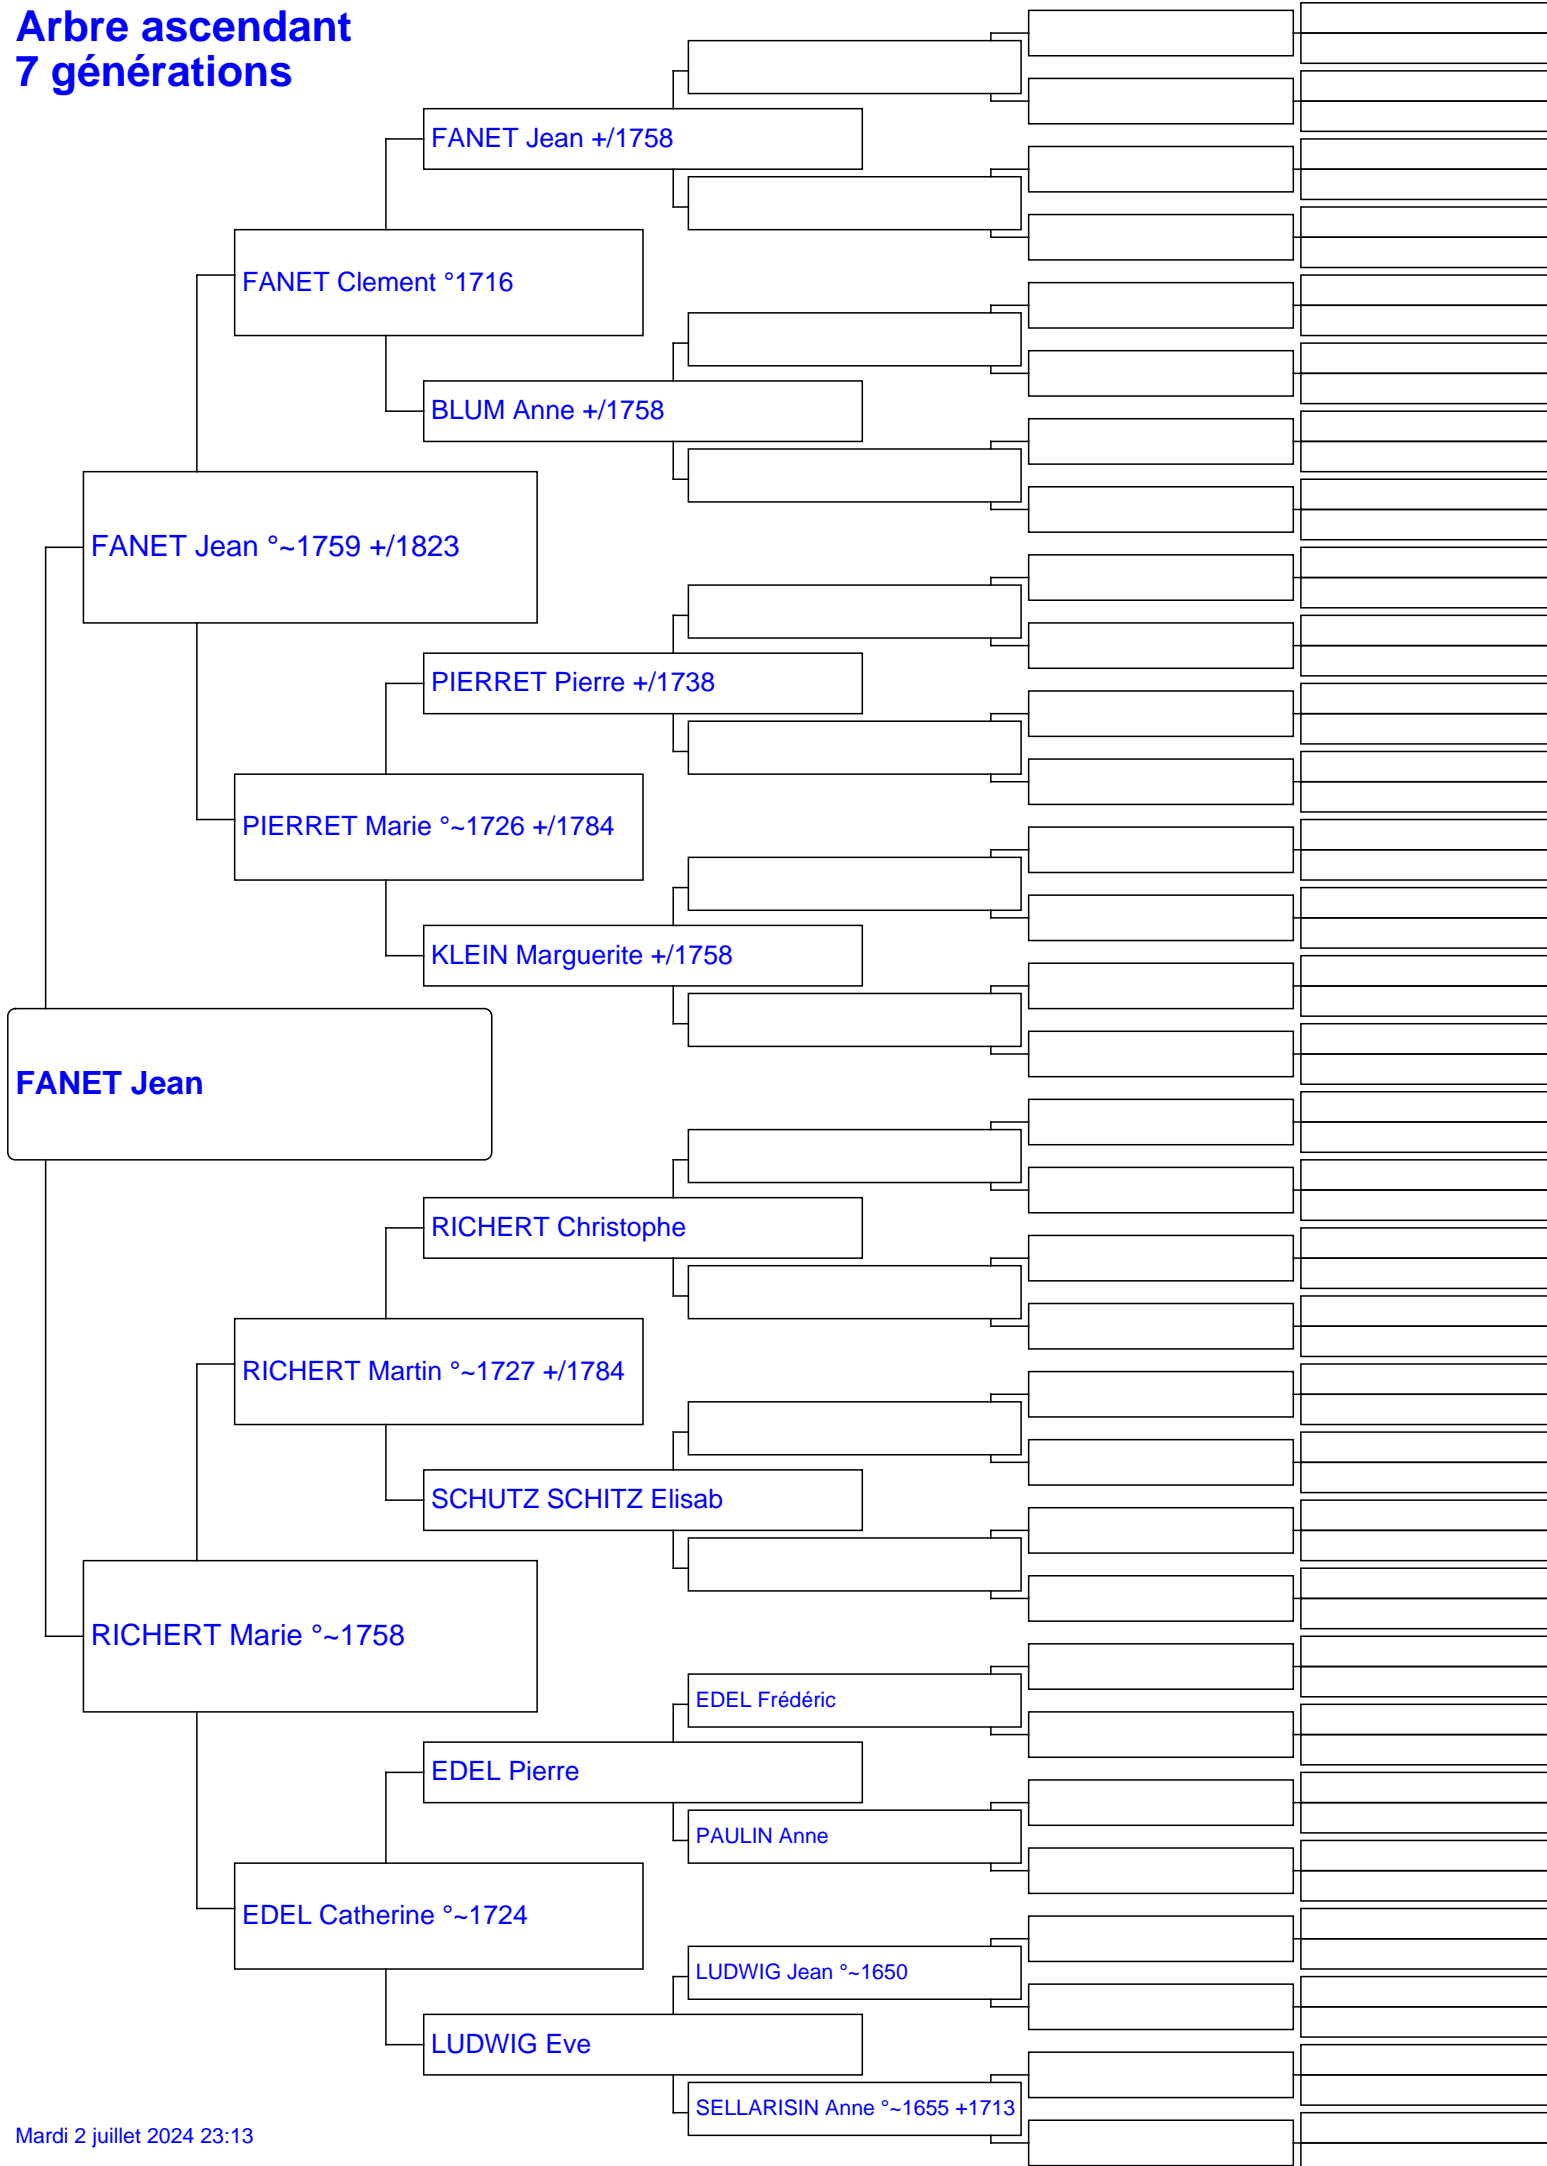 Arbre ascendant
7 générations
FANET Jean +/1758
FANET Clement °1716
BLUM Anne +/1758
FANET Jean °~1759 +/1823
PIERRET Pierre +/1738
PIERRET Marie °~1726 +/1784
KLEIN Marguerite +/1758
FANET Jean
RICHERT Christophe
RICHERT Martin °~1727 +/1784
SCHUTZ SCHITZ Elisab
RICHERT Marie °~1758
EDEL Frédéric
EDEL Pierre
PAULIN Anne
EDEL Catherine °~1724
LUDWIG Jean °~1650
LUDWIG Eve
SELLARISIN Anne °~1655 +1713
Mardi 2 juillet 2024 23:13